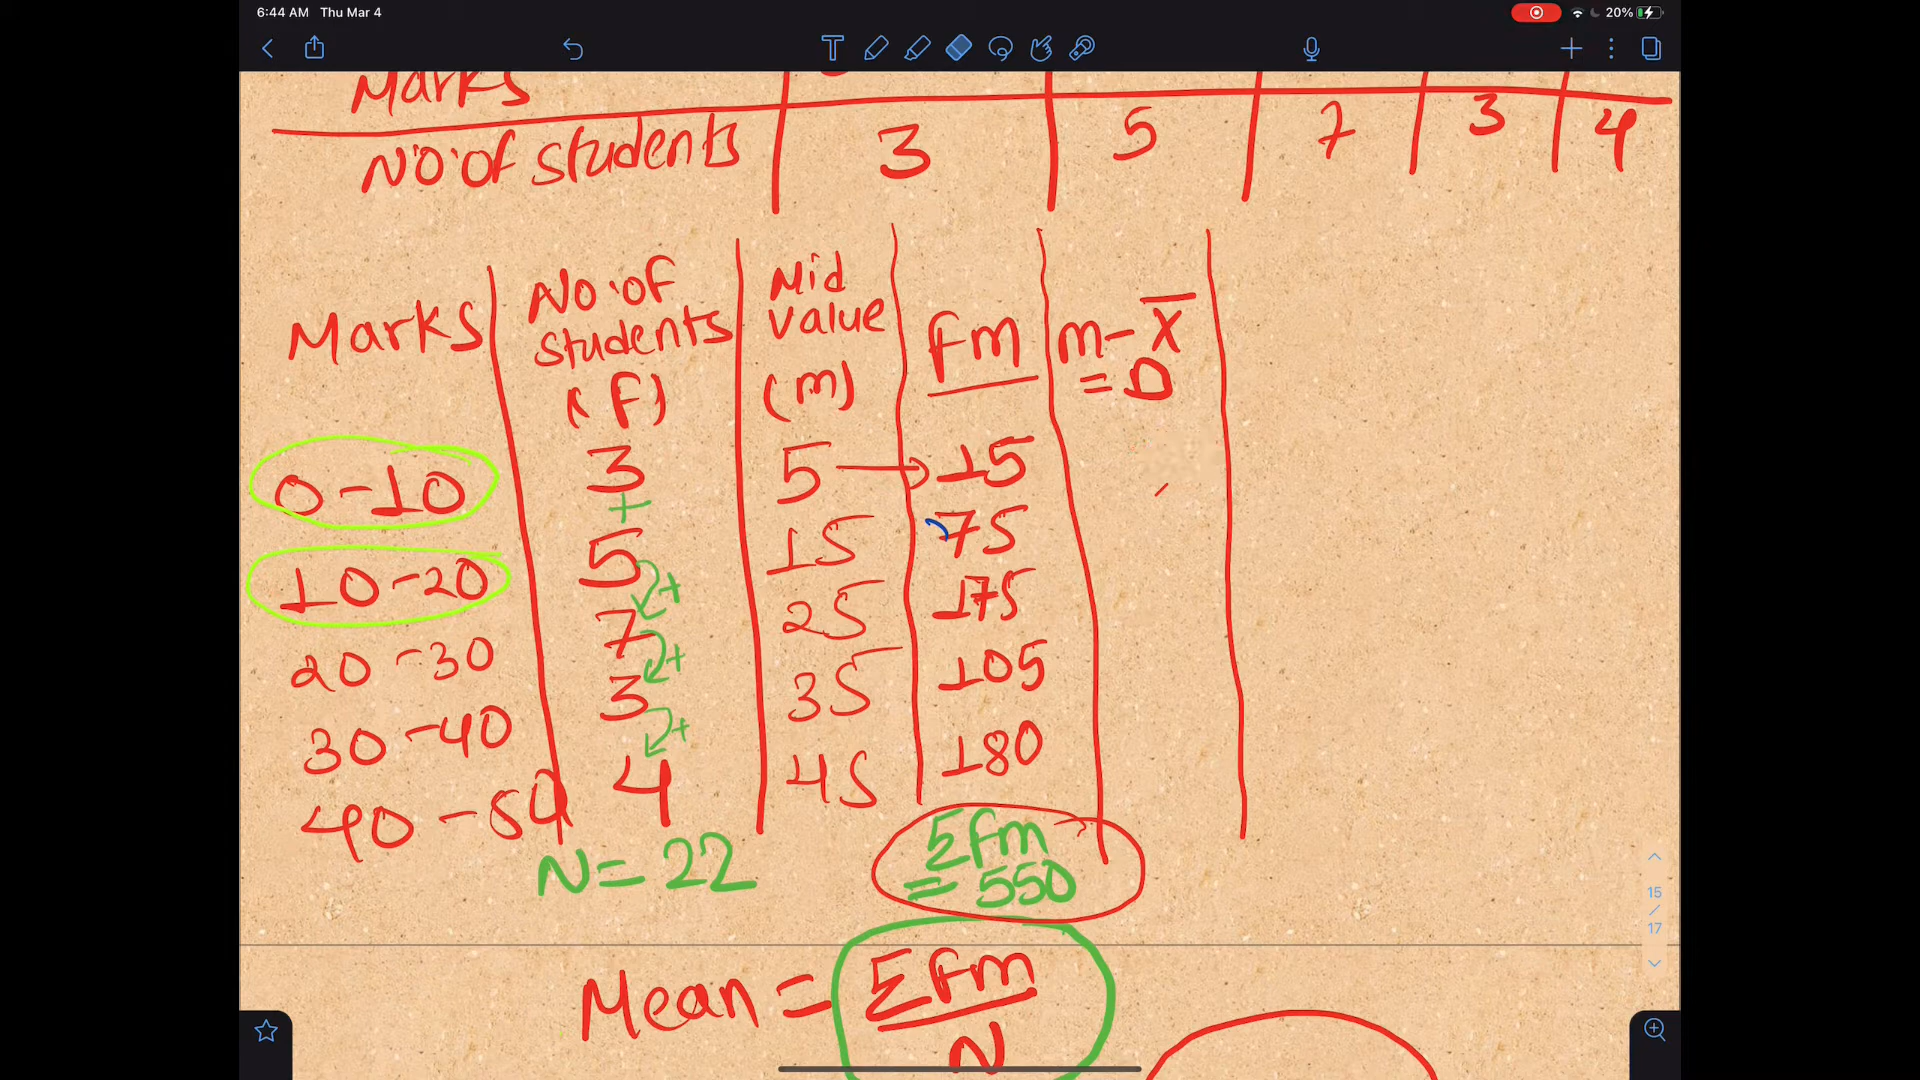 6:44 AM Thu Mar 4 20%
Marks
No. of students 3 5 7 3 4
Marks No. of students (F) Mid value (m) fm m - X̅ = D
0-10 3 5 → 15
+
10-20 5 15 75
+
20-30 7 25 175
+
30-40 3 35 105
+
40-50 4 45 180
N = 22 Σfm = 550
15
/
17
Mean = Σfm
N